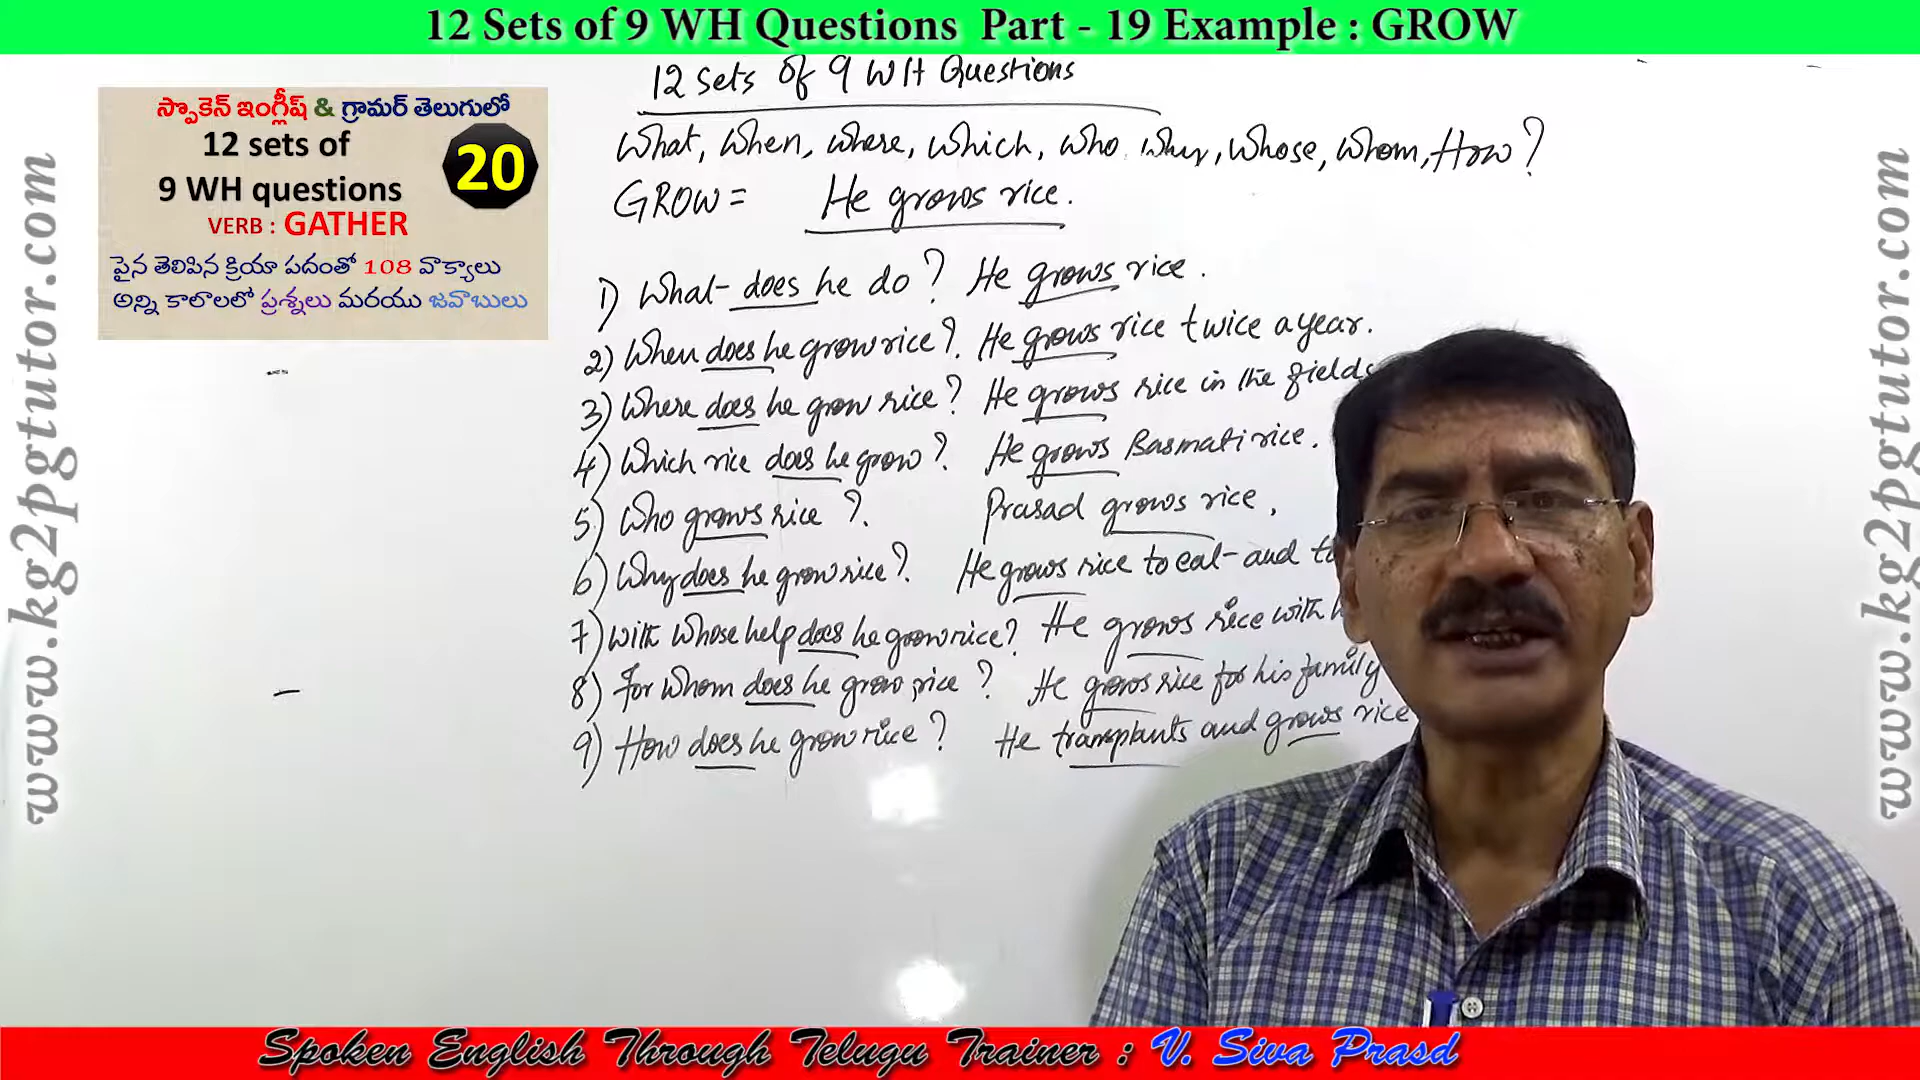 12 Sets of 9 WH Questions Part - 19 Example : GROW
స్పొకెన్ ఇంగ్లీష్ & గ్రామర్ తెలుగులో
12 sets of
9 WH questions
20
VERB : GATHER
పైన తెలిపిన క్రియా పదంతో 108 వాక్యాలు
అన్ని కాలాలలో ప్రశ్నలు మరయు జవాబులు
www.kg2pgtutor.com
12 sets of 9 WH Questions
What, When, Where, Which, Who, Why, Whose, Whom, How?
GROW = He grows rice.
1) What does he do? He grows rice.
2) When does he grow rice? He grows rice twice a year.
3) Where does he grow rice? He grows rice in the fields
4) Which rice does he grow? He grows Basmati rice.
5) Who grows rice? Prasad grows rice.
6) Why does he grow rice? He grows rice to eat and
7) With whose help does he grow rice? He grows rice with
8) For whom does he grow rice? He grows rice for his family
9) How does he grow rice? He transplants and grows rice
www.kg2pgtutor.com
Spoken English Through Telugu Trainer : V. Siva Prasd